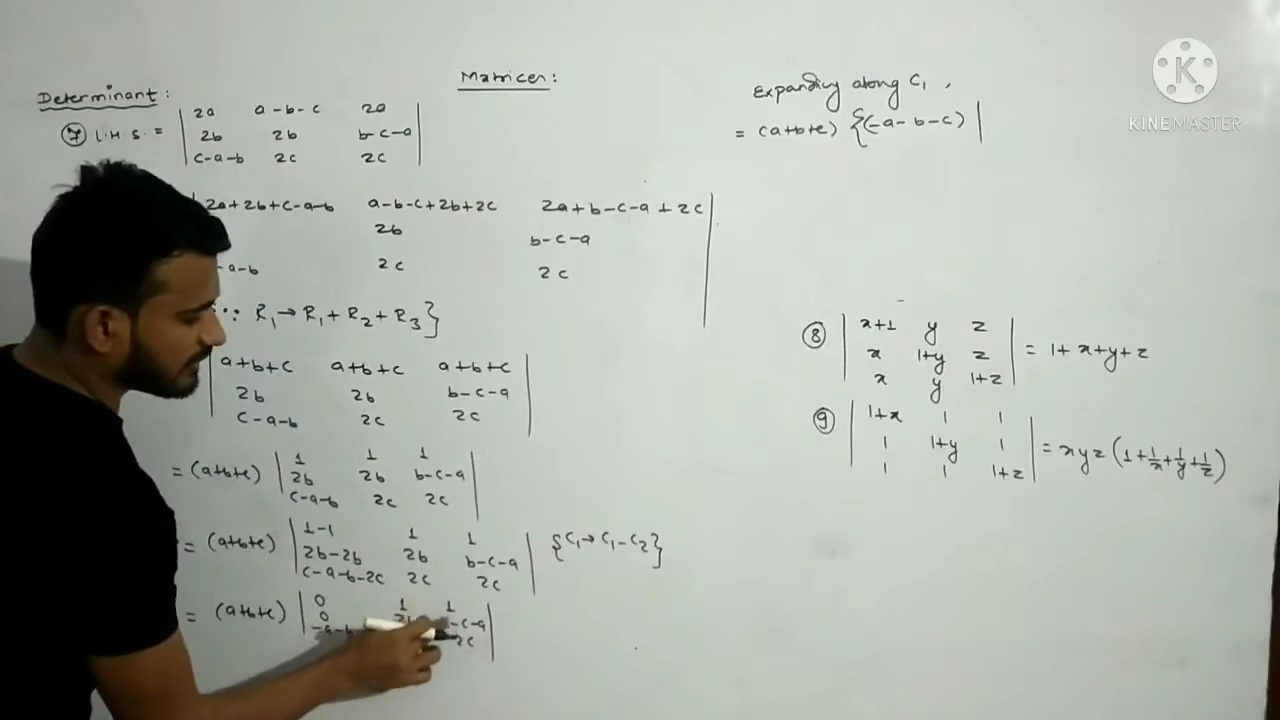 Matrices:
Determinant:
⑦ L.H.S. = | 2a a-b-c 2a |
| 2b 2b b-c-a |
| c-a-b 2c 2c |
2a+2b+c-a-b a-b-c+2b+2c 2a+b-c-a+2c |
2b b-c-a
-a-b 2c 2c
∵ R₁→R₁+R₂+R₃}
| a+b+c a+b+c a+b+c |
| 2b 2b b-c-a |
| c-a-b 2c 2c |
= (a+b+c) | 1 1 1 |
| 2b 2b b-c-a |
| c-a-b 2c 2c |
= (a+b+c) | 1-1 1 1 | {C₁→C₁-C₂}
| 2b-2b 2b b-c-a |
| c-a-b-2c 2c 2c |
= (a+b+c) | 0 1 1 |
| 0 -c-a |
2c |
Expanding along C₁,
= (a+b+c) {(-a-b-c) |
⑧ | x+1 y z |
| x 1+y z | = 1+x+y+z
| x y 1+z |
⑨ | 1+x 1 1 |
| 1 1+y 1 | = xyz (1+1/x+1/y+1/z)
| 1 1 1+z |
K
KINEMASTER